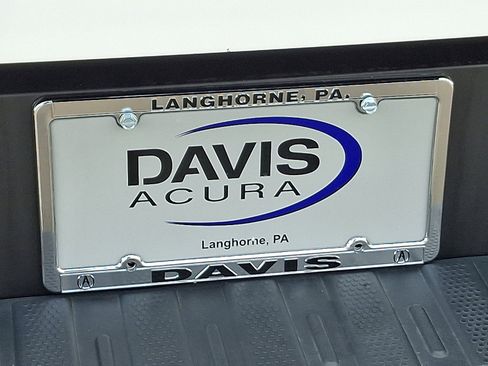 LANGHORNE, PA.
DAVIS
ACURA
Langhorne, PA
DAVIS